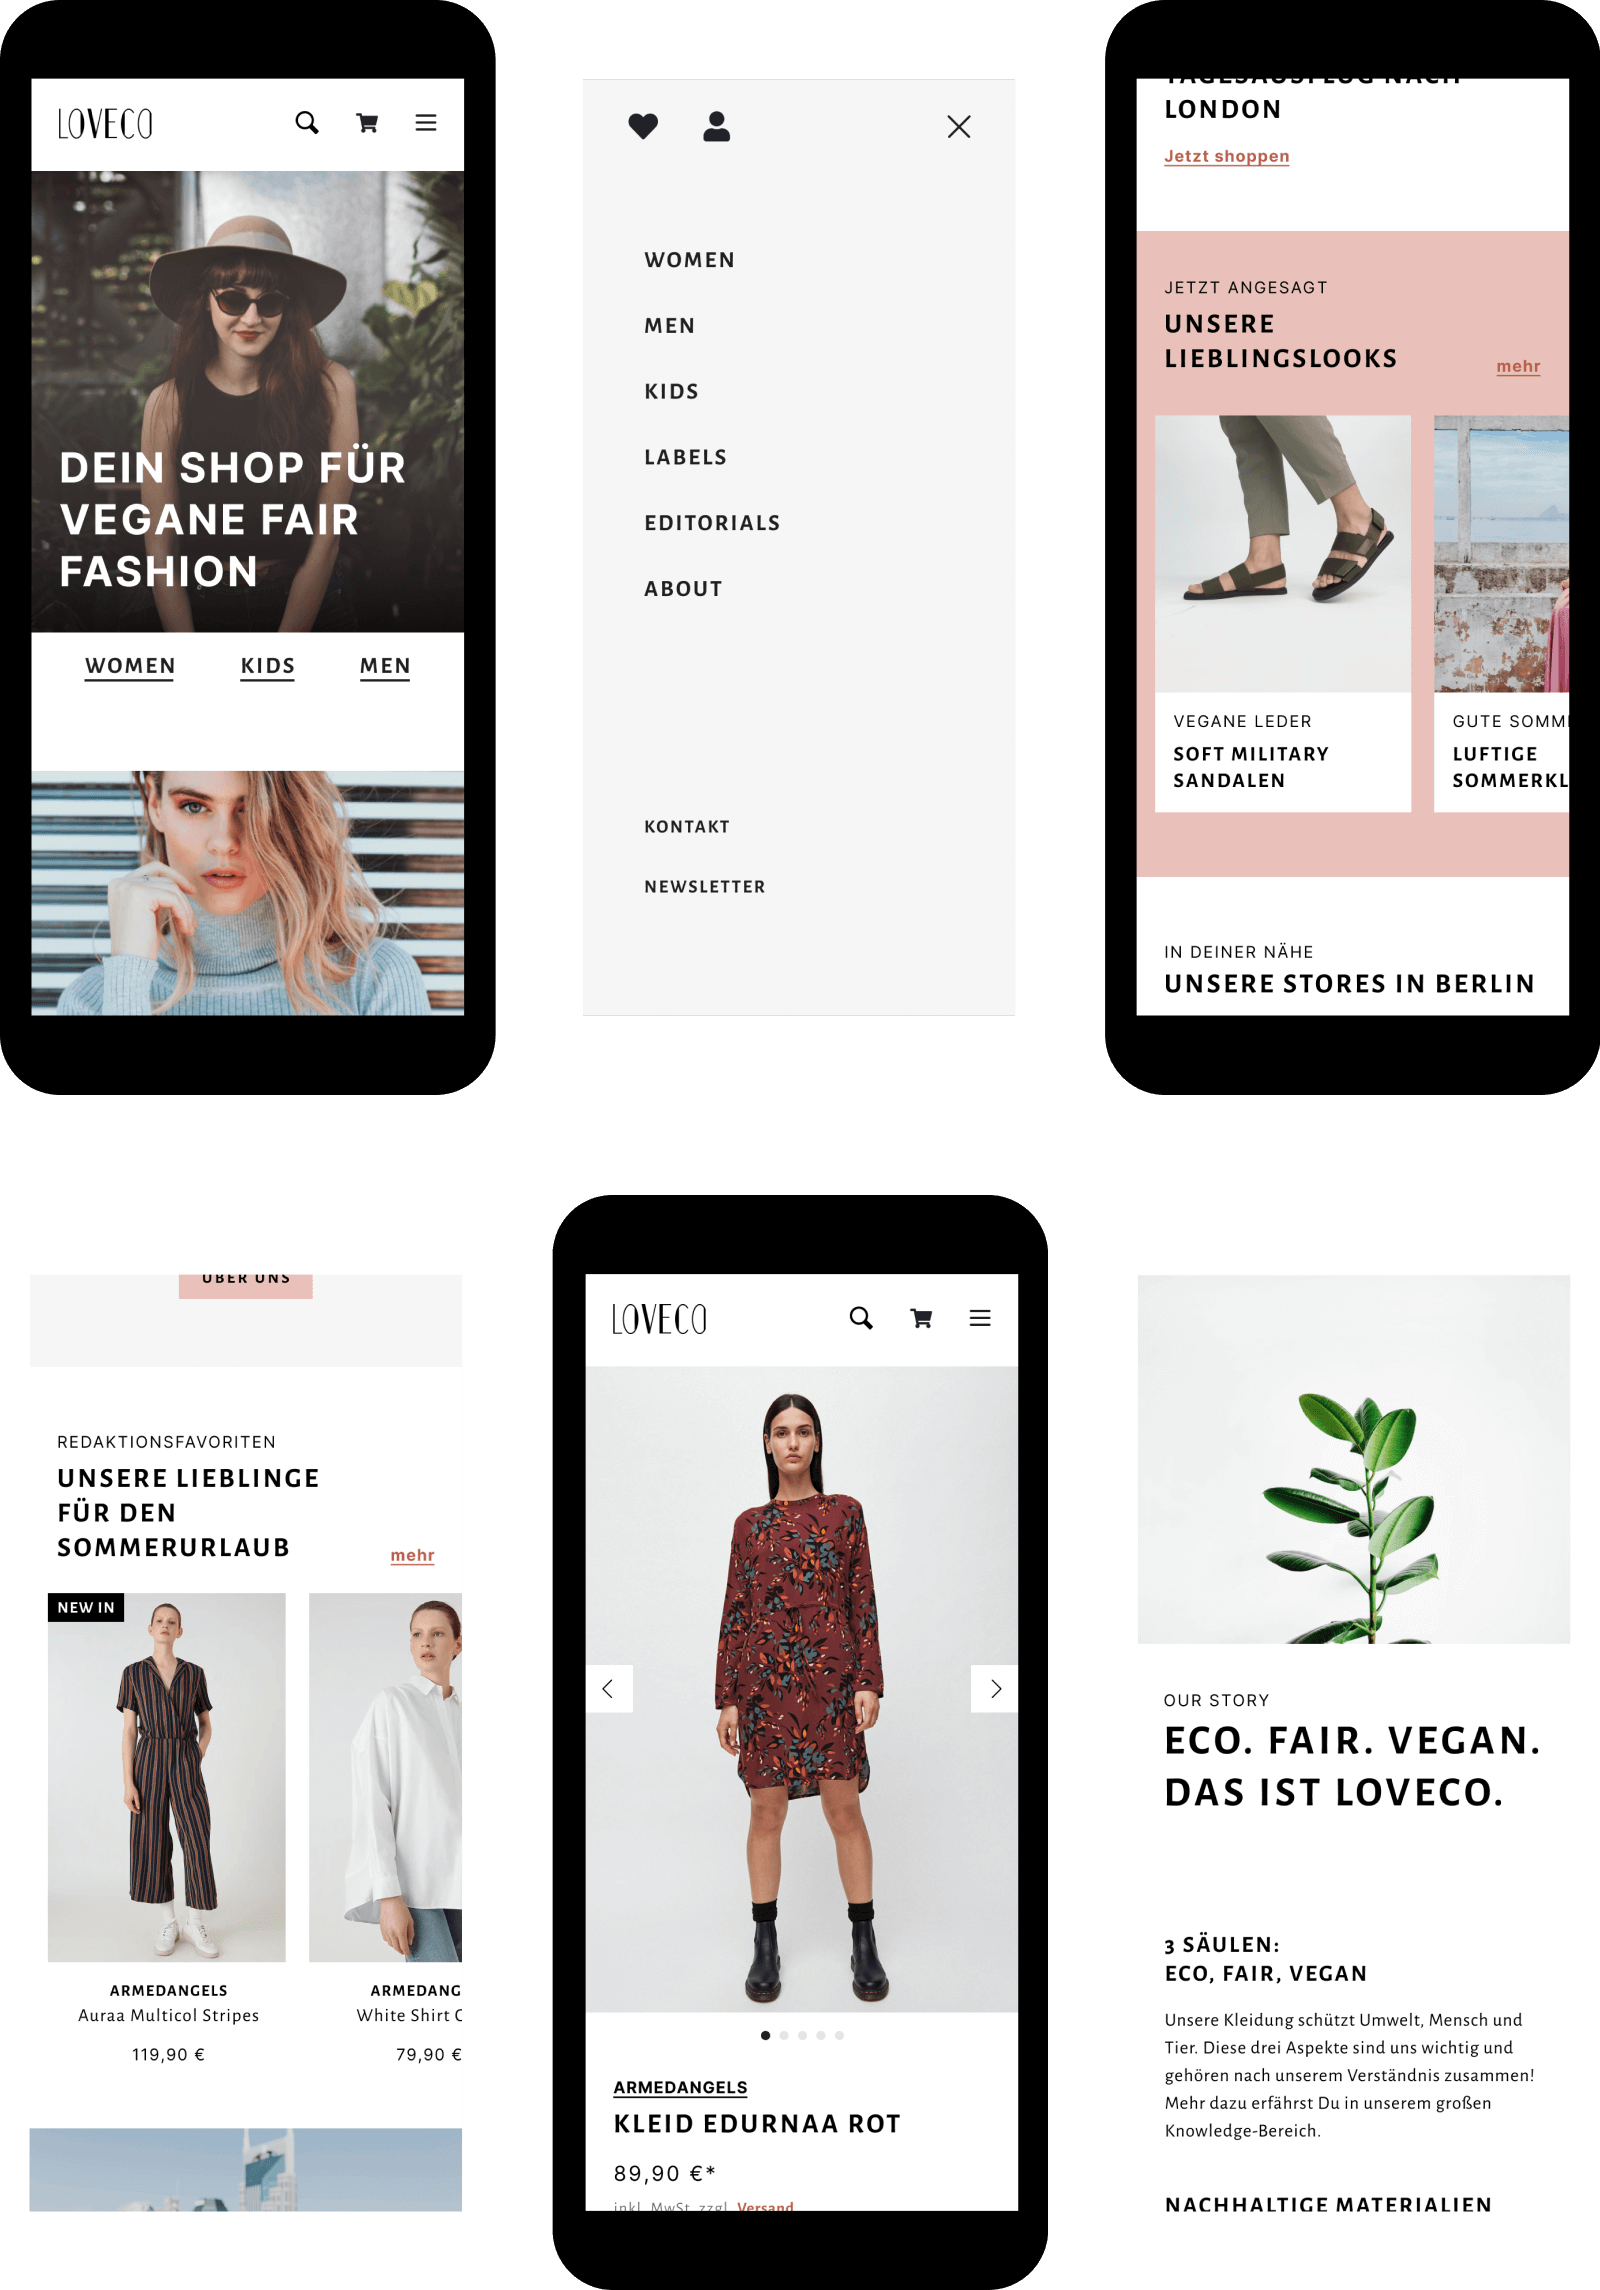 LOVECO
DEIN SHOP FÜR
VEGANE FAIR
FASHION
WOMEN KIDS MEN
WOMEN
MEN
KIDS
LABELS
EDITORIALS
ABOUT
KONTAKT
NEWSLETTER
TAGESAUSFLUG NACH
LONDON
Jetzt shoppen
JETZT ANGESAGT
UNSERE
LIEBLINGSLOOKS
mehr
VEGANE LEDER
SOFT MILITARY
SANDALEN
GUTE SOMM
LUFTIGE
SOMMERKL
IN DEINER NÄHE
UNSERE STORES IN BERLIN
ÜBER UNS
REDAKTIONSFAVORITEN
UNSERE LIEBLINGE
FÜR DEN
SOMMERURLAUB
mehr
NEW IN
ARMEDANGELS
Auraa Multicol Stripes
119,90 €
ARMEDANG
White Shirt C
79,90 €
LOVECO
ARMEDANGELS
KLEID EDURNAA ROT
89,90 €*
inkl. MwSt. zzgl. Versand
OUR STORY
ECO. FAIR. VEGAN.
DAS IST LOVECO.
3 SÄULEN:
ECO, FAIR, VEGAN
Unsere Kleidung schützt Umwelt, Mensch und
Tier. Diese drei Aspekte sind uns wichtig und
gehören nach unserem Verständnis zusammen!
Mehr dazu erfährst Du in unserem großen
Knowledge-Bereich.
NACHHALTIGE MATERIALIEN